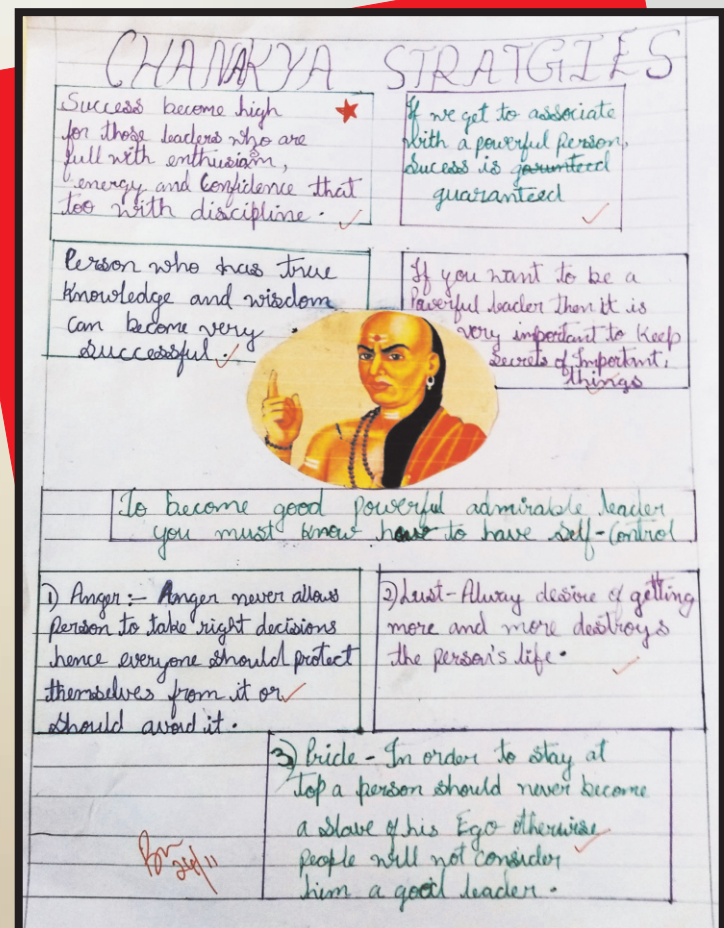 CHANAKYA STRATGIES
Success become high
for those leaders who are
full with enthusiasm,
energy and Confidence that
too with discipline.
If we get to associate
with a powerful person,
sucess is garunteed
guaranteed
Person who has true
knowledge and wisdom
can become very
successful.
If you want to be a
Powerful leader then it is
very important to keep
secrets of Important,
things
To become good powerful admirable leader
you must know how to have self-Control
1) Anger :- Anger never allows
person to take right decisions
hence everyone should protect
themselves from it or
should avoid it.
2) Lust - Alway desire of getting
more and more destroys
the person's life.
3) Pride - In order to stay at
top a person should never become
a slave of his Ego otherwise
people will not consider
him a good leader.
24/11